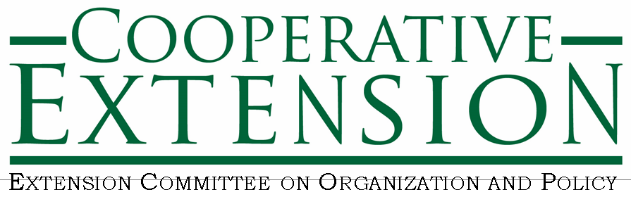 COOPERATIVE
EXTENSION
EXTENSION COMMITTEE ON ORGANIZATION AND POLICY